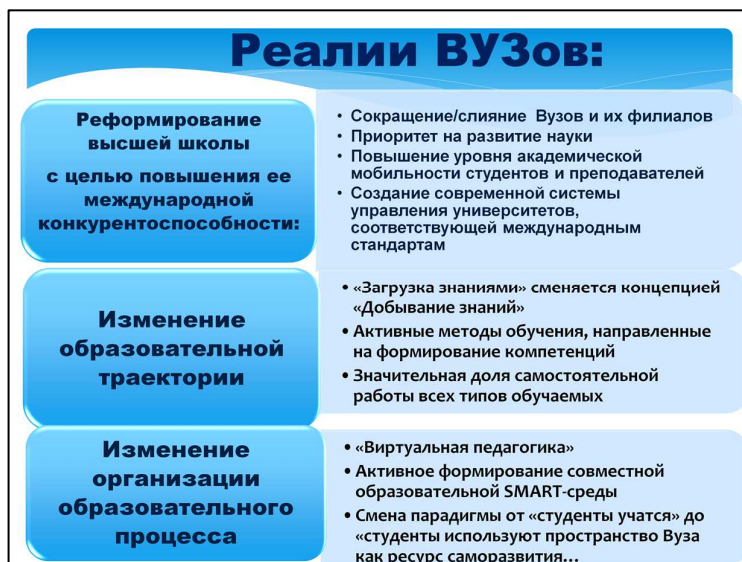 Реалии ВУЗов:
Реформирование
высшей школы
с целью повышения ее
международной
конкурентоспособности:
• Сокращение/слияние Вузов и их филиалов
• Приоритет на развитие науки
• Повышение уровня академической
мобильности студентов и преподавателей
• Создание современной системы
управления университетов,
соответствующей международным
стандартам
Изменение
образовательной
траектории
• «Загрузка знаниями» сменяется концепцией
«Добывание знаний»
• Активные методы обучения, направленные
на формирование компетенций
• Значительная доля самостоятельной
работы всех типов обучаемых
Изменение
организации
образовательного
процесса
• «Виртуальная педагогика»
• Активное формирование совместной
образовательной SMART-среды
• Смена парадигмы от «студенты учатся» до
«студенты используют пространство Вуза
как ресурс саморазвития…